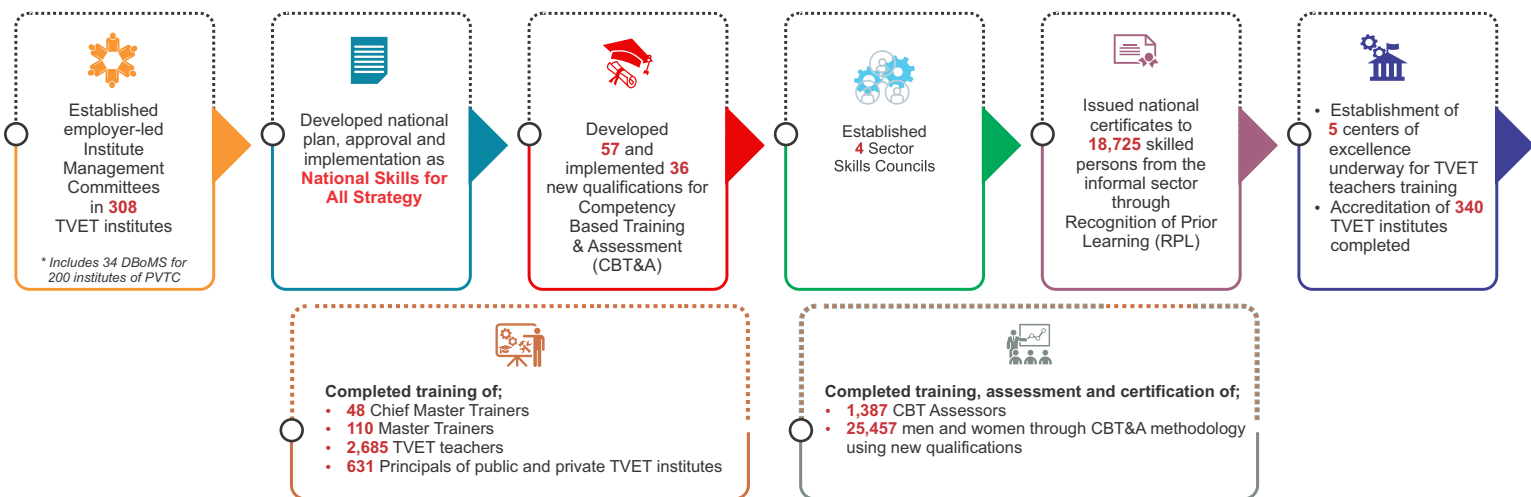 Established
employer-led
Institute
Management
Committees
in 308
TVET institutes
* Includes 34 DBoMS for
200 institutes of PVTC
Developed national
plan, approval and
implementation as
National Skills for
All Strategy
Developed
57 and
implemented 36
new qualifications for
Competency
Based Training
& Assessment
(CBT&A)
Established
4 Sector
Skills Councils
Issued national
certificates to
18,725 skilled
persons from the
informal sector
through
Recognition of Prior
Learning (RPL)
• Establishment of
5 centers of
excellence
underway for TVET
teachers training
• Accreditation of 340
TVET institutes
completed
Completed training of;
• 48 Chief Master Trainers
• 110 Master Trainers
• 2,685 TVET teachers
• 631 Principals of public and private TVET institutes
Completed training, assessment and certification of;
• 1,387 CBT Assessors
• 25,457 men and women through CBT&A methodology
using new qualifications